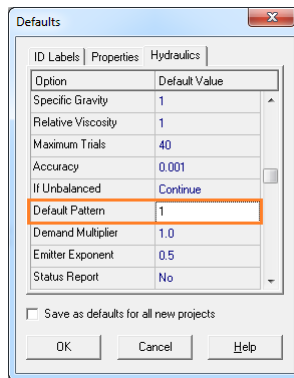 Defaults
ID Labels Properties Hydraulics
Option Default Value
Specific Gravity 1
Relative Viscosity 1
Maximum Trials 40
Accuracy 0.001
If Unbalanced Continue
Default Pattern 1
Demand Multiplier 1.0
Emitter Exponent 0.5
Status Report No
Save as defaults for all new projects
OK Cancel Help